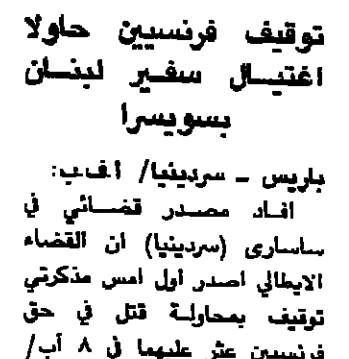 توقيف فرنسيين حاولا
اغتيال سفير لبنان
بسويسرا
باريس ــ سردينيا/ أ.ف.ب:
افاد مصدر قضائي في
ساساري (سردينيا) ان القضاء
الايطالي اصدر اول امس مذكرتي
توقيف بمحاولة قتل في حق
فرنسيين عثر عليهما في ٨ آب/